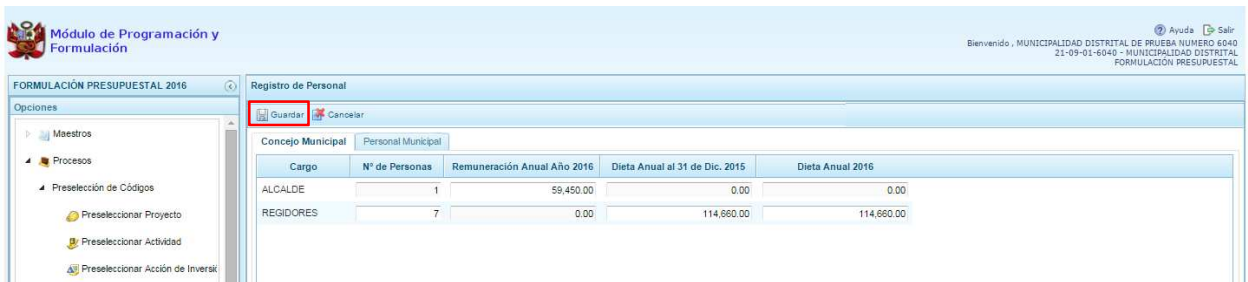 Módulo de Programación y
Formulación
Ayuda Salir
Bienvenido , MUNICIPALIDAD DISTRITAL DE PRUEBA NUMERO 6040
21-09-01-6040 - MUNICIPALIDAD DISTRITAL
FORMULACIÓN PRESUPUESTAL
FORMULACIÓN PRESUPUESTAL 2016
Registro de Personal
Opciones
Guardar Cancelar
Maestros
Concejo Municipal Personal Municipal
Procesos
Cargo Nº de Personas Remuneración Anual Año 2016 Dieta Anual al 31 de Dic. 2015 Dieta Anual 2016
Preselección de Códigos
ALCALDE 1 59,450.00 0.00 0.00
Preseleccionar Proyecto
REGIDORES 7 0.00 114,660.00 114,660.00
Preseleccionar Actividad
Preseleccionar Acción de Inversió